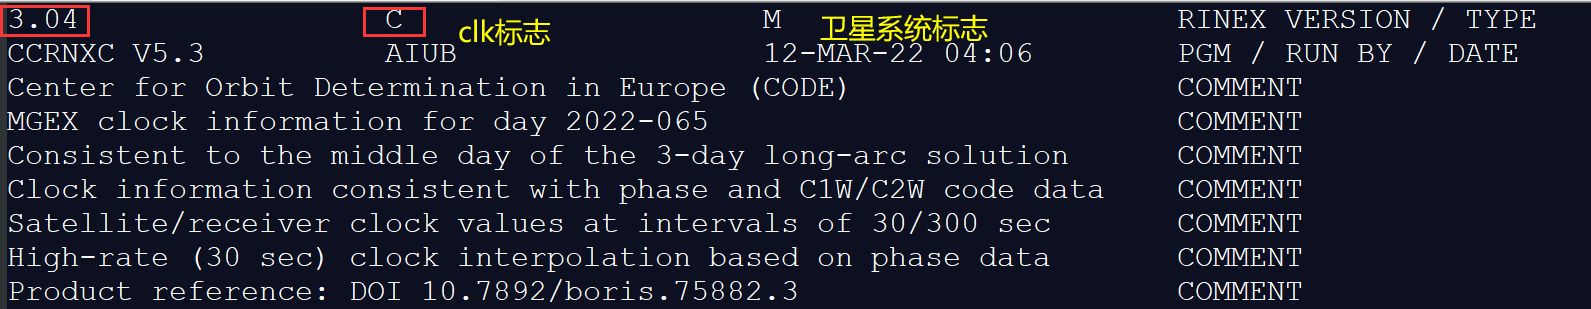 3.04 C clk标志 M 卫星系统标志 RINEX VERSION / TYPE
CCRNXC V5.3 AIUB 12-MAR-22 04:06 PGM / RUN BY / DATE
Center for Orbit Determination in Europe (CODE) COMMENT
MGEX clock information for day 2022-065 COMMENT
Consistent to the middle day of the 3-day long-arc solution COMMENT
Clock information consistent with phase and C1W/C2W code data COMMENT
Satellite/receiver clock values at intervals of 30/300 sec COMMENT
High-rate (30 sec) clock interpolation based on phase data COMMENT
Product reference: DOI 10.7892/boris.75882.3 COMMENT